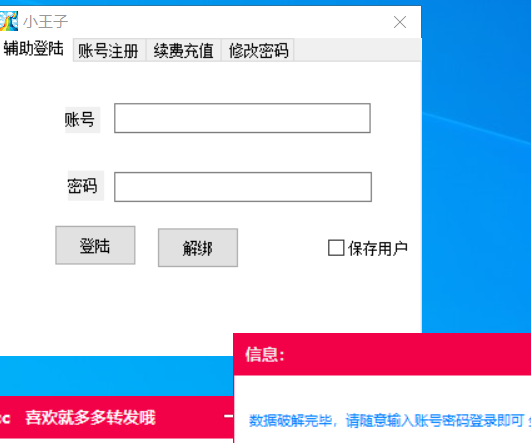 小王子
辅助登陆 账号注册 续费充值 修改密码
账号
密码
登陆 解绑 保存用户
信息:
cc 喜欢就多多转发哦
数据破解完毕，请随意输入账号密码登录即可